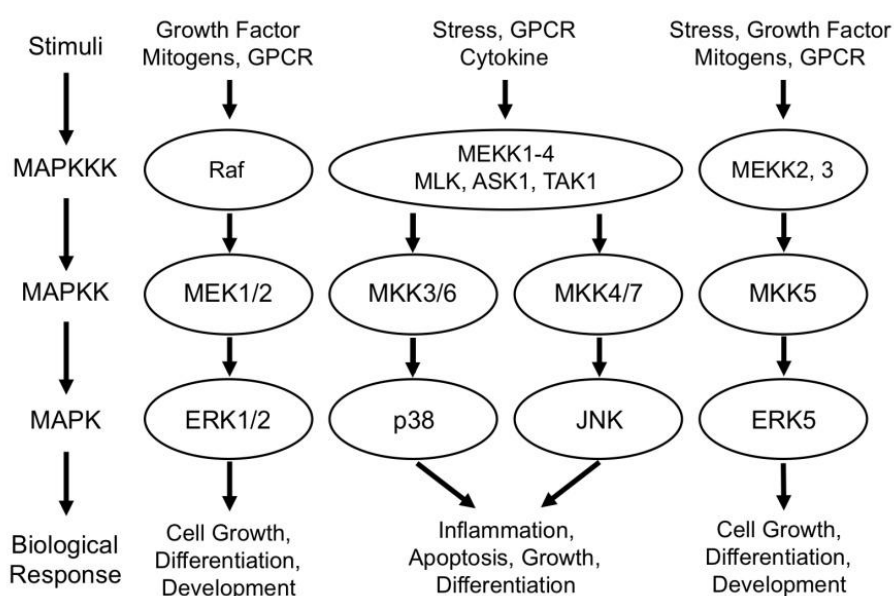 Stimuli
Growth Factor
Mitogens, GPCR
Stress, GPCR
Cytokine
Stress, Growth Factor
Mitogens, GPCR
MAPKKK
Raf
MEKK1-4
MLK, ASK1, TAK1
MEKK2, 3
MAPKK
MEK1/2
MKK3/6
MKK4/7
MKK5
MAPK
ERK1/2
p38
JNK
ERK5
Biological
Response
Cell Growth,
Differentiation,
Development
Inflammation,
Apoptosis, Growth,
Differentiation
Cell Growth,
Differentiation,
Development